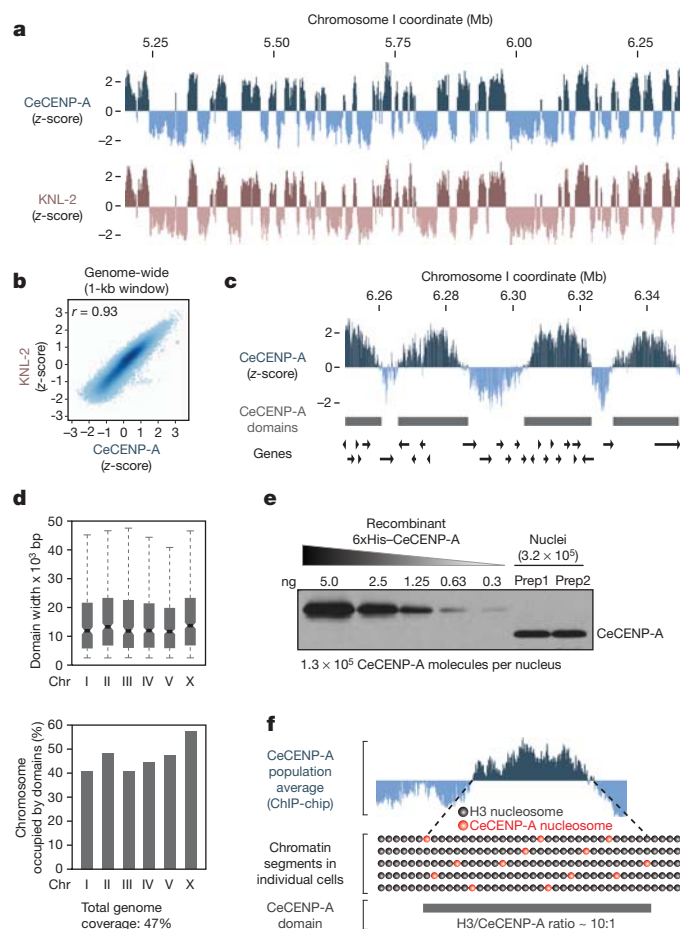 a
Chromosome I coordinate (Mb)
5.25 5.50 5.75 6.00 6.25
CeCENP-A
(z-score)
2
0
−2
KNL-2
(z-score)
2
0
−2
b
Genome-wide
(1-kb window)
r = 0.93
KNL-2
(z-score)
3
2
1
0
−1
−2
−3 −2 −1 0 1 2 3
CeCENP-A
(z-score)
c
Chromosome I coordinate (Mb)
6.26 6.28 6.30 6.32 6.34
CeCENP-A
(z-score)
2
0
−2
CeCENP-A
domains
Genes
d
Domain width x 10³ bp
50
40
30
20
10
0
Chr I II III IV V X
Chromosome
occupied by domains (%)
60
50
40
30
20
10
0
Chr I II III IV V X
Total genome
coverage: 47%
e
Recombinant
6xHis–CeCENP-A
Nuclei
(3.2 × 10⁵)
ng 5.0 2.5 1.25 0.63 0.3 Prep1 Prep2
CeCENP-A
1.3 × 10⁵ CeCENP-A molecules per nucleus
f
CeCENP-A
population
average
(ChIP-chip)
H3 nucleosome
CeCENP-A nucleosome
Chromatin
segments in
individual cells
CeCENP-A
domain
H3/CeCENP-A ratio ~ 10:1